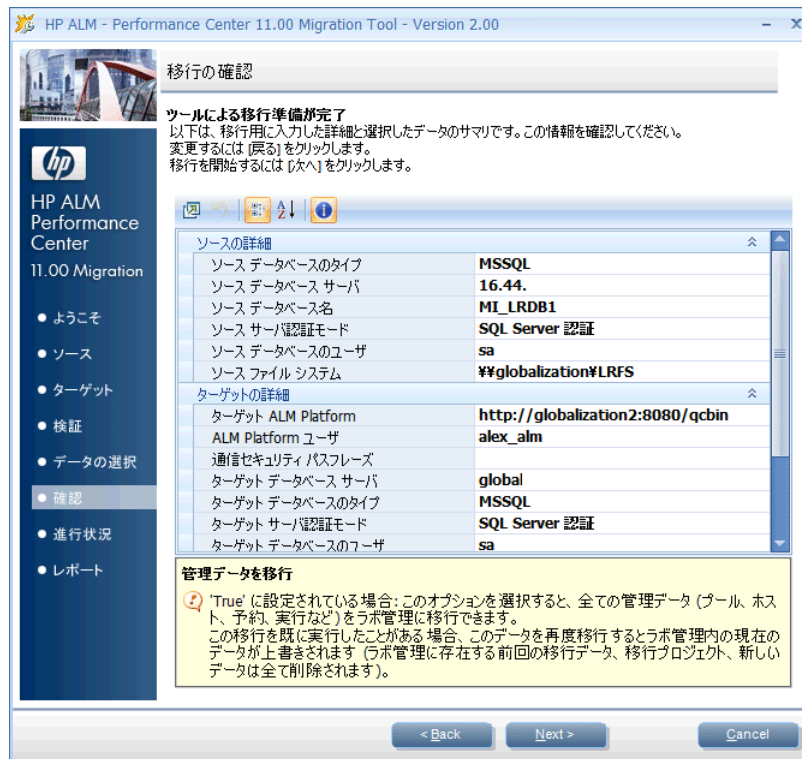 HP ALM - Performance Center 11.00 Migration Tool - Version 2.00
移行の確認
ツールによる移行準備が完了
以下は、移行用に入力した詳細と選択したデータのサマリです。この情報を確認してください。
変更するには [戻る] をクリックします。
移行を開始するには [次へ] をクリックします。
hp
HP ALM
Performance
Center
11.00 Migration
ようこそ
ソース
ターゲット
検証
データの選択
確認
進行状況
レポート
ソースの詳細
ソース データベースのタイプ MSSQL
ソース データベース サーバ 16.44.
ソース データベース名 MI_LRDB1
ソース サーバ認証モード SQL Server 認証
ソース データベースのユーザ sa
ソース ファイル システム ¥¥globalization¥LRFS
ターゲットの詳細
ターゲット ALM Platform http://globalization2:8080/qcbin
ALM Platform ユーザ alex_alm
通信セキュリティ パスフレーズ
ターゲット データベース サーバ global
ターゲット データベースのタイプ MSSQL
ターゲット サーバ認証モード SQL Server 認証
ターゲット データベースのユーザ sa
管理データを移行
'True' に設定されている場合: このオプションを選択すると、全ての管理データ (プール、ホス
ト、予約、実行など) をラボ管理に移行できます。
この移行を既に実行したことがある場合、このデータを再度移行するとラボ管理内の現在の
データが上書きされます (ラボ管理に存在する前回の移行データ、移行プロジェクト、新しい
データは全て削除されます)。
< Back
Next >
Cancel